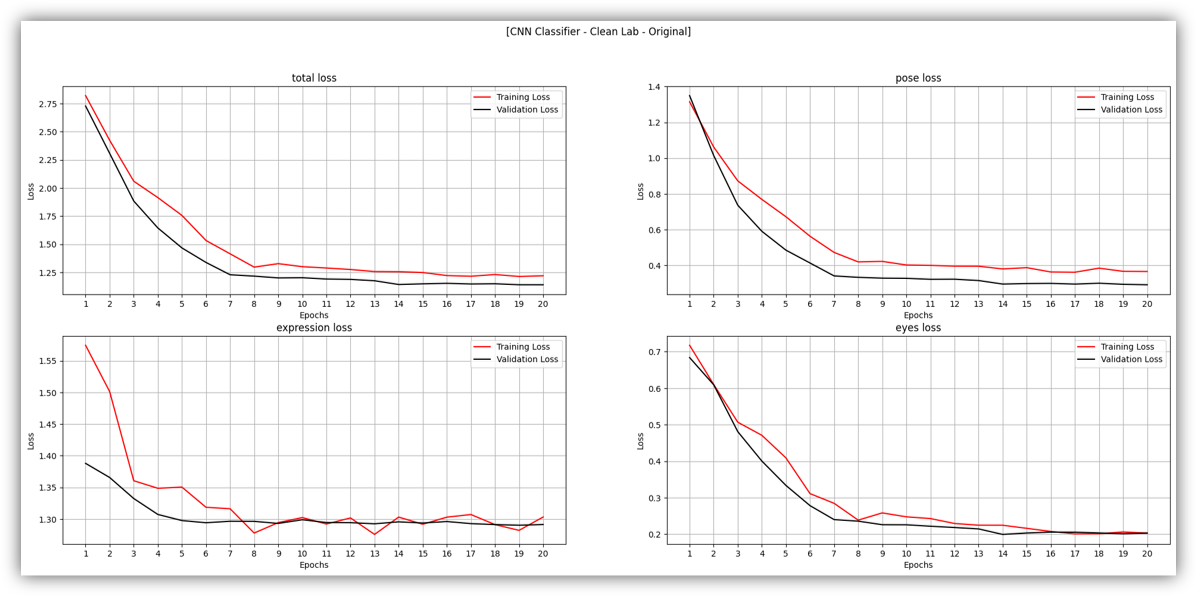 [CNN Classifier - Clean Lab - Original]
total loss
Training Loss
Validation Loss
2.75
2.50
2.25
2.00
1.75
1.50
1.25
Loss
1 2 3 4 5 6 7 8 9 10 11 12 13 14 15 16 17 18 19 20
Epochs
pose loss
Training Loss
Validation Loss
1.4
1.2
1.0
0.8
0.6
0.4
Loss
1 2 3 4 5 6 7 8 9 10 11 12 13 14 15 16 17 18 19 20
Epochs
expression loss
Training Loss
Validation Loss
1.55
1.50
1.45
1.40
1.35
1.30
Loss
1 2 3 4 5 6 7 8 9 10 11 12 13 14 15 16 17 18 19 20
Epochs
eyes loss
Training Loss
Validation Loss
0.7
0.6
0.5
0.4
0.3
0.2
Loss
1 2 3 4 5 6 7 8 9 10 11 12 13 14 15 16 17 18 19 20
Epochs